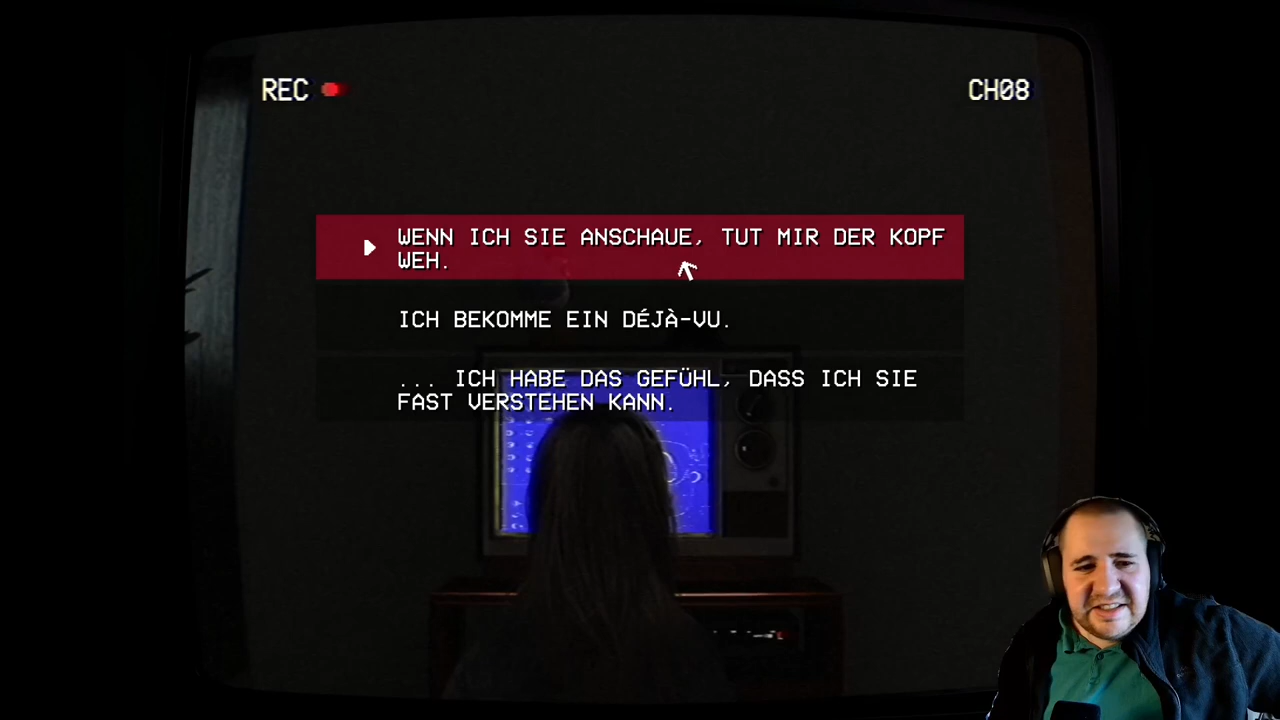 REC
CH08
WENN ICH SIE ANSCHAUE, TUT MIR DER KOPF
WEH.
ICH BEKOMME EIN DÉJÀ-VU.
... ICH HABE DAS GEFÜHL, DASS ICH SIE
FAST VERSTEHEN KANN.